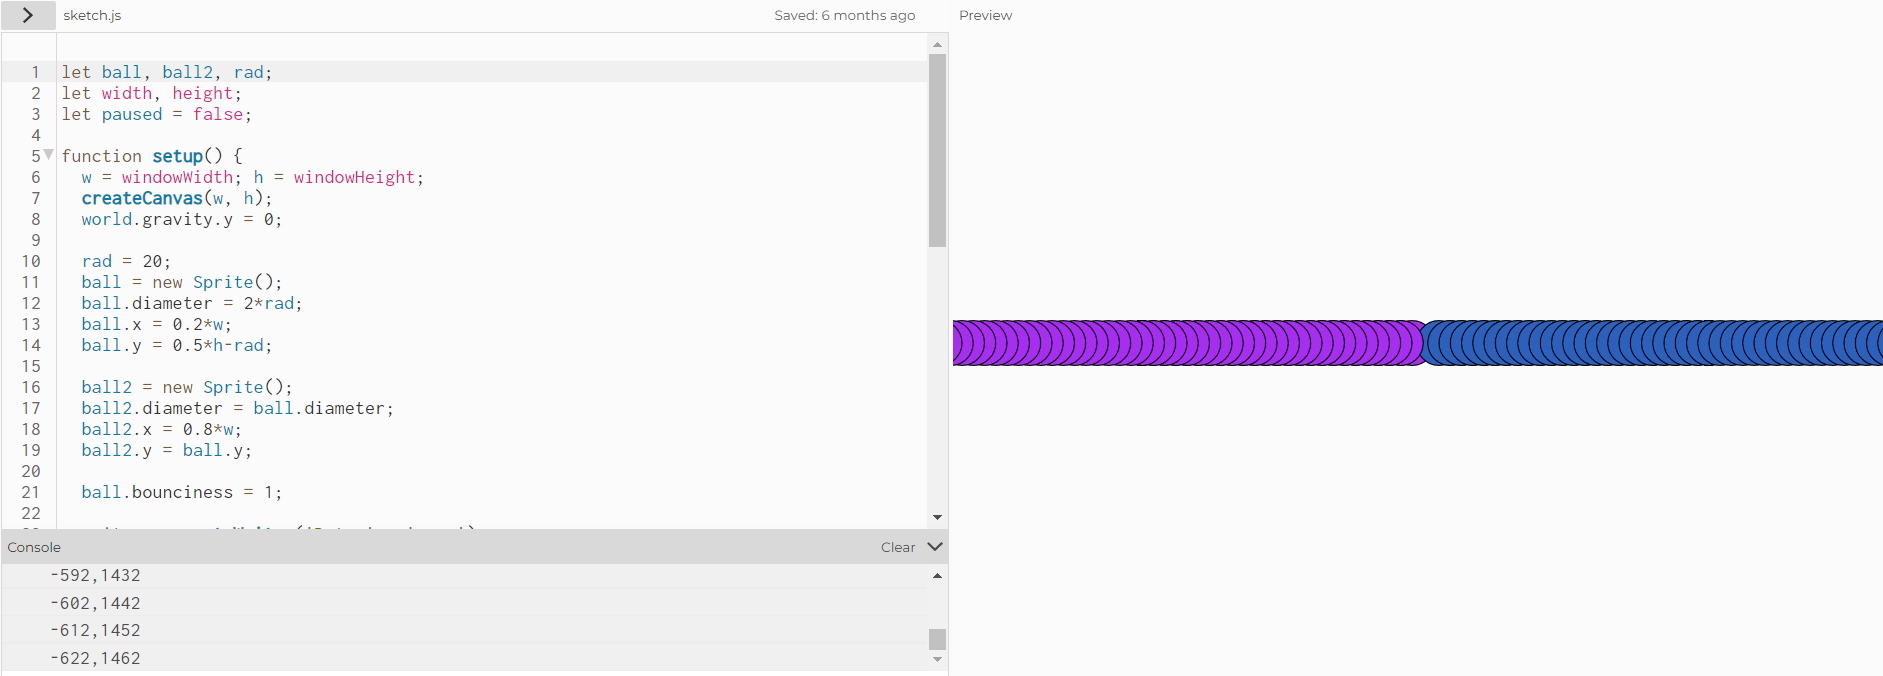 sketch.js
Saved: 6 months ago
Preview
1 let ball, ball2, rad;
2 let width, height;
3 let paused = false;
4
5 function setup() {
6 w = windowWidth; h = windowHeight;
7 createCanvas(w, h);
8 world.gravity.y = 0;
9
10 rad = 20;
11 ball = new Sprite();
12 ball.diameter = 2*rad;
13 ball.x = 0.2*w;
14 ball.y = 0.5*h-rad;
15
16 ball2 = new Sprite();
17 ball2.diameter = ball.diameter;
18 ball2.x = 0.8*w;
19 ball2.y = ball.y;
20
21 ball.bounciness = 1;
22
Console
Clear
-592,1432
-602,1442
-612,1452
-622,1462